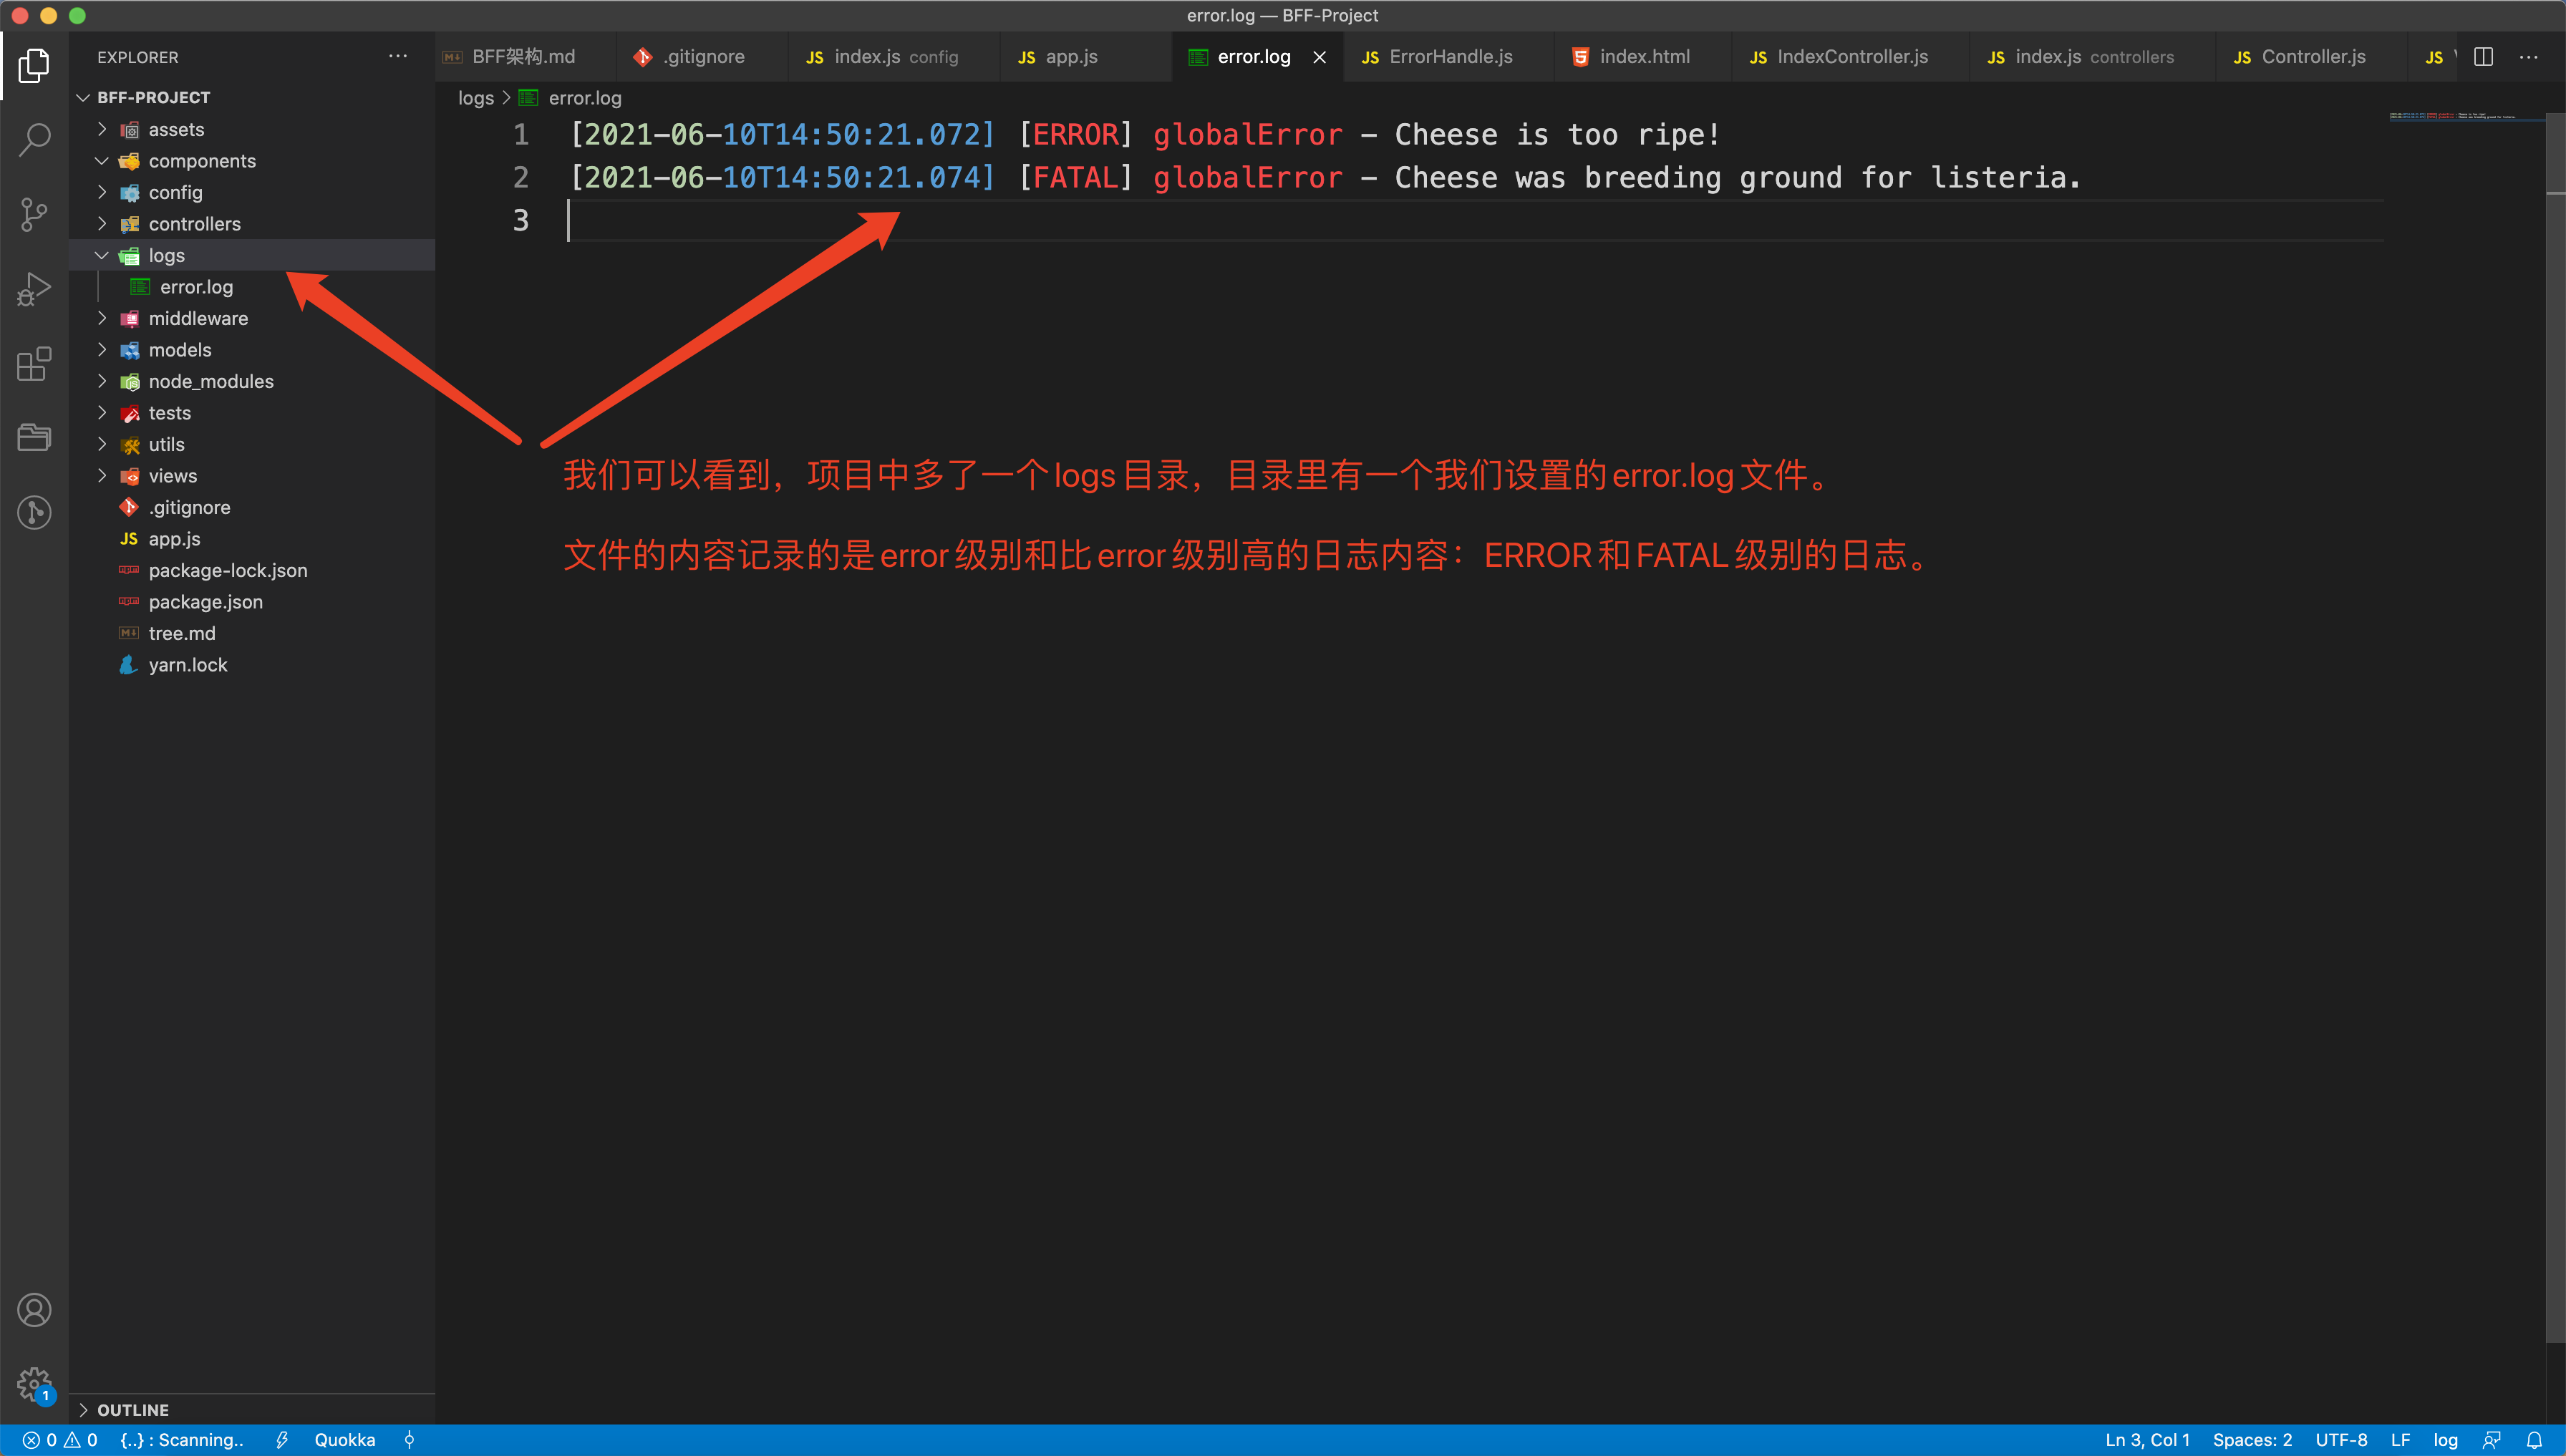 error.log — BFF-Project
EXPLORER
BFF架构.md
.gitignore
JS index.js config
JS app.js
error.log
JS ErrorHandle.js
index.html
JS IndexController.js
JS index.js controllers
JS Controller.js
JS
BFF-PROJECT
assets
components
config
controllers
logs
error.log
middleware
models
node_modules
tests
utils
views
.gitignore
JS app.js
package-lock.json
package.json
tree.md
yarn.lock
OUTLINE
logs > error.log
1 [2021-06-10T14:50:21.072] [ERROR] globalError - Cheese is too ripe!
2 [2021-06-10T14:50:21.074] [FATAL] globalError - Cheese was breeding ground for listeria.
3
我们可以看到，项目中多了一个logs目录，目录里有一个我们设置的error.log文件。
文件的内容记录的是error级别和比error级别高的日志内容：ERROR和FATAL级别的日志。
1
0 0 {..} : Scanning.. Quokka
Ln 3, Col 1 Spaces: 2 UTF-8 LF log